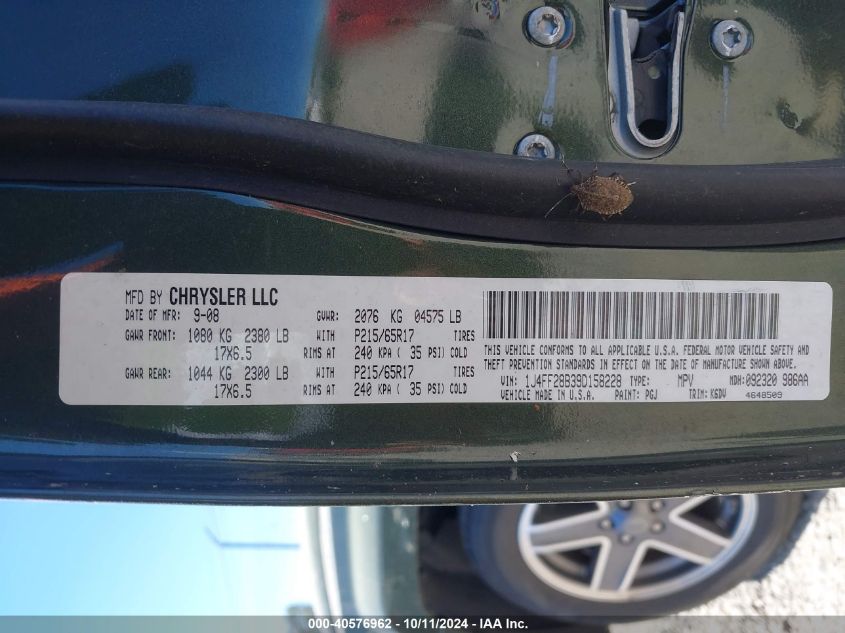 MFD BY CHRYSLER LLC
DATE OF MFR: 9-08 GVWR: 2076 KG 04575 LB
GAWR FRONT: 1080 KG 2380 LB WITH P215/65R17 TIRES
17X6.5 RIMS AT 240 KPA ( 35 PSI) COLD
GAWR REAR: 1044 KG 2300 LB WITH P215/65R17 TIRES
17X6.5 RIMS AT 240 KPA ( 35 PSI) COLD
THIS VEHICLE CONFORMS TO ALL APPLICABLE U.S.A. FEDERAL MOTOR VEHICLE SAFETY AND
THEFT PREVENTION STANDARDS IN EFFECT ON THE DATE OF MANUFACTURE SHOWN ABOVE.
VIN: 1J4FF28B39D158228 TYPE: MPV MDH: 092320 986AA
VEHICLE MADE IN U.S.A. PAINT: PGJ TRIM: K6DV 4648509
000-40576962 - 10/11/2024 - IAAI.COM